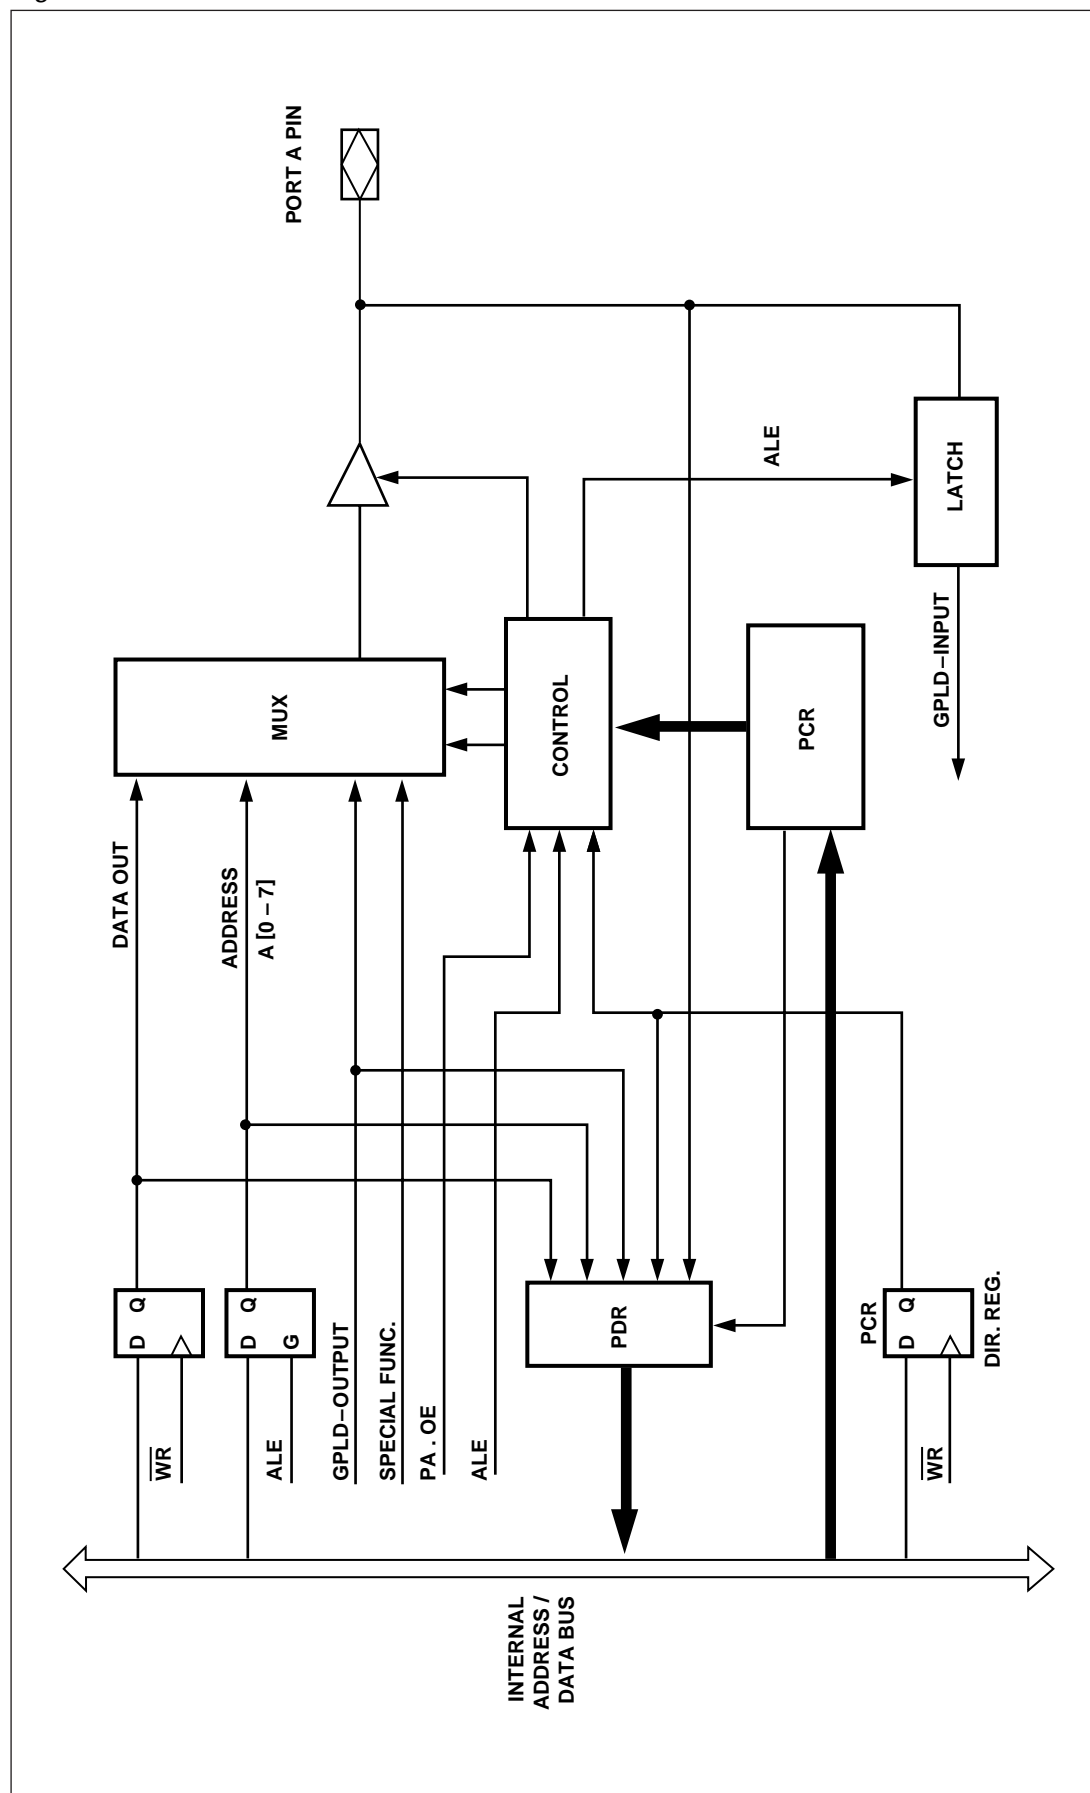 PORT A PIN
DATA OUT
ADDRESS
A [0 – 7]
MUX
CONTROL
PCR
ALE
LATCH
GPLD–INPUT
D Q
WR
D Q
G
ALE
GPLD–OUTPUT
SPECIAL FUNC.
PA . OE
ALE
PDR
PCR
D Q
DIR. REG.
WR
INTERNAL
ADDRESS /
DATA BUS